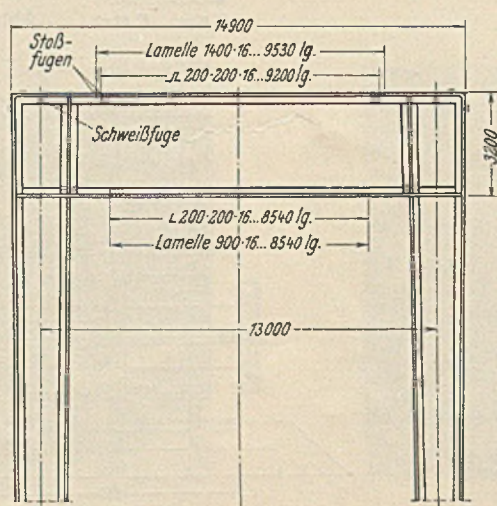 14900
Stoß-
fugen
Lamelle 1400·16...9530 lg.
⅃L 200·200·16...9200 lg.
Schweißfuge
3200
L 200·200·16...8540 lg.
Lamelle 900·16...8540 lg.
13000